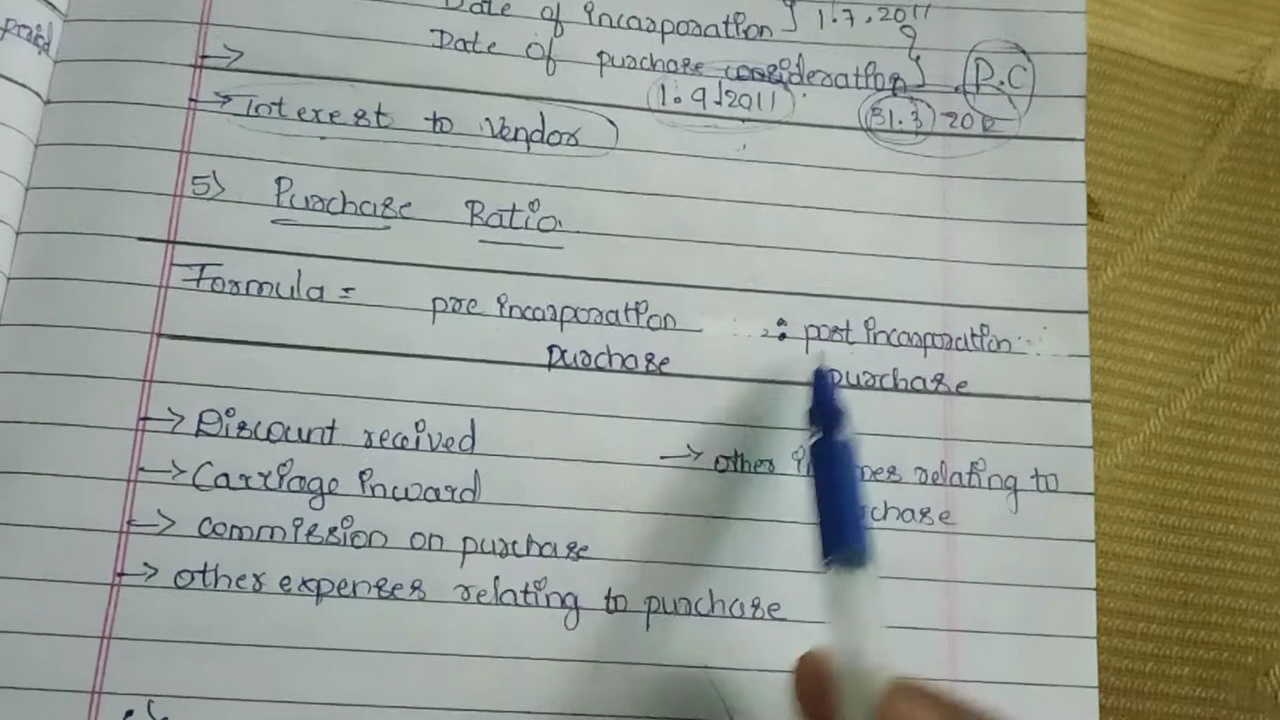 Date of incorporation } 1.7.2011
Date of purchase consideration } P.C
1.9.2011 31.3
→ Interest to Vendor
5) Purchase Ratio
Formula = pre incorporation : post incorporation
purchase purchase
→ Discount received
→ other relating to
→ Carriage inward
→ commission on purchase
→ other expenses relating to purchase